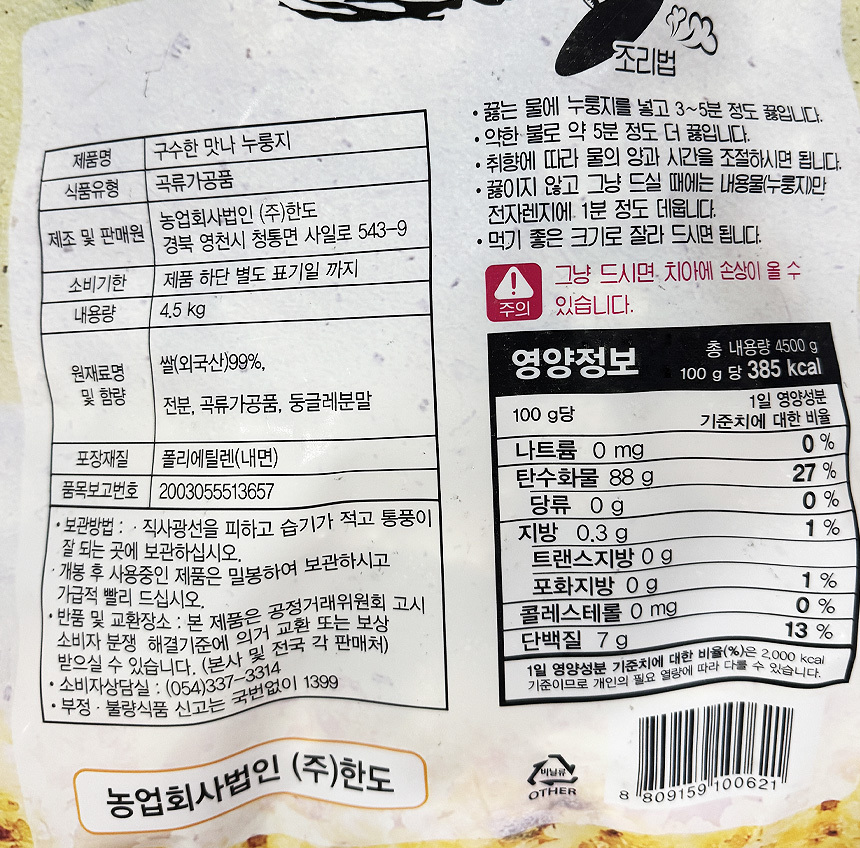 조리법
• 끓는 물에 누룽지를 넣고 3~5분 정도 끓입니다.
• 약한 불로 약 5분 정도 더 끓입니다.
• 취향에 따라 물의 양과 시간을 조절하시면 됩니다.
• 끓이지 않고 그냥 드실 때에는 내용물(누룽지)만
전자렌지에 1분 정도 데웁니다.
• 먹기 좋은 크기로 잘라 드시면 됩니다.
주의
그냥 드시면 치아에 손상이 올 수
있습니다.
제품명 구수한 맛나 누룽지
식품유형 곡류가공품
제조 및 판매원 농업회사법인 (주)한도
경북 영천시 청통면 사일로 543-9
소비기한 제품 하단 별도 표기일 까지
내용량 4.5 kg
원재료명 및 함량 쌀(외국산)99%,
전분, 곡류가공품, 둥글레분말
포장재질 폴리에틸렌(내면)
품목보고번호 2003055513657
• 보관방법 : · 직사광선을 피하고 습기가 적고 통풍이
잘 되는 곳에 보관하십시오.
· 개봉 후 사용중인 제품은 밀봉하여 보관하시고
가급적 빨리 드십시오.
• 반품 및 교환장소 : 본 제품은 공정거래위원회 고시
소비자 분쟁 해결기준에 의거 교환 또는 보상
받으실 수 있습니다. (본사 및 전국 각 판매처)
• 소비자상담실 : (054)337-3314
• 부정 · 불량식품 신고는 국번없이 1399
농업회사법인 (주)한도
영양정보
총 내용량 4500 g
100 g 당 385 kcal
100 g당
1일 영양성분
기준치에 대한 비율
나트륨 0 mg 0 %
탄수화물 88 g 27 %
당류 0 g 0 %
지방 0.3 g 1 %
트랜스지방 0 g
포화지방 0 g 1 %
콜레스테롤 0 mg 0 %
단백질 7 g 13 %
1일 영양성분 기준치에 대한 비율(%)은 2,000 kcal
기준이므로 개인의 필요 열량에 따라 다를 수 있습니다.
비닐류
OTHER
8 809159 100621